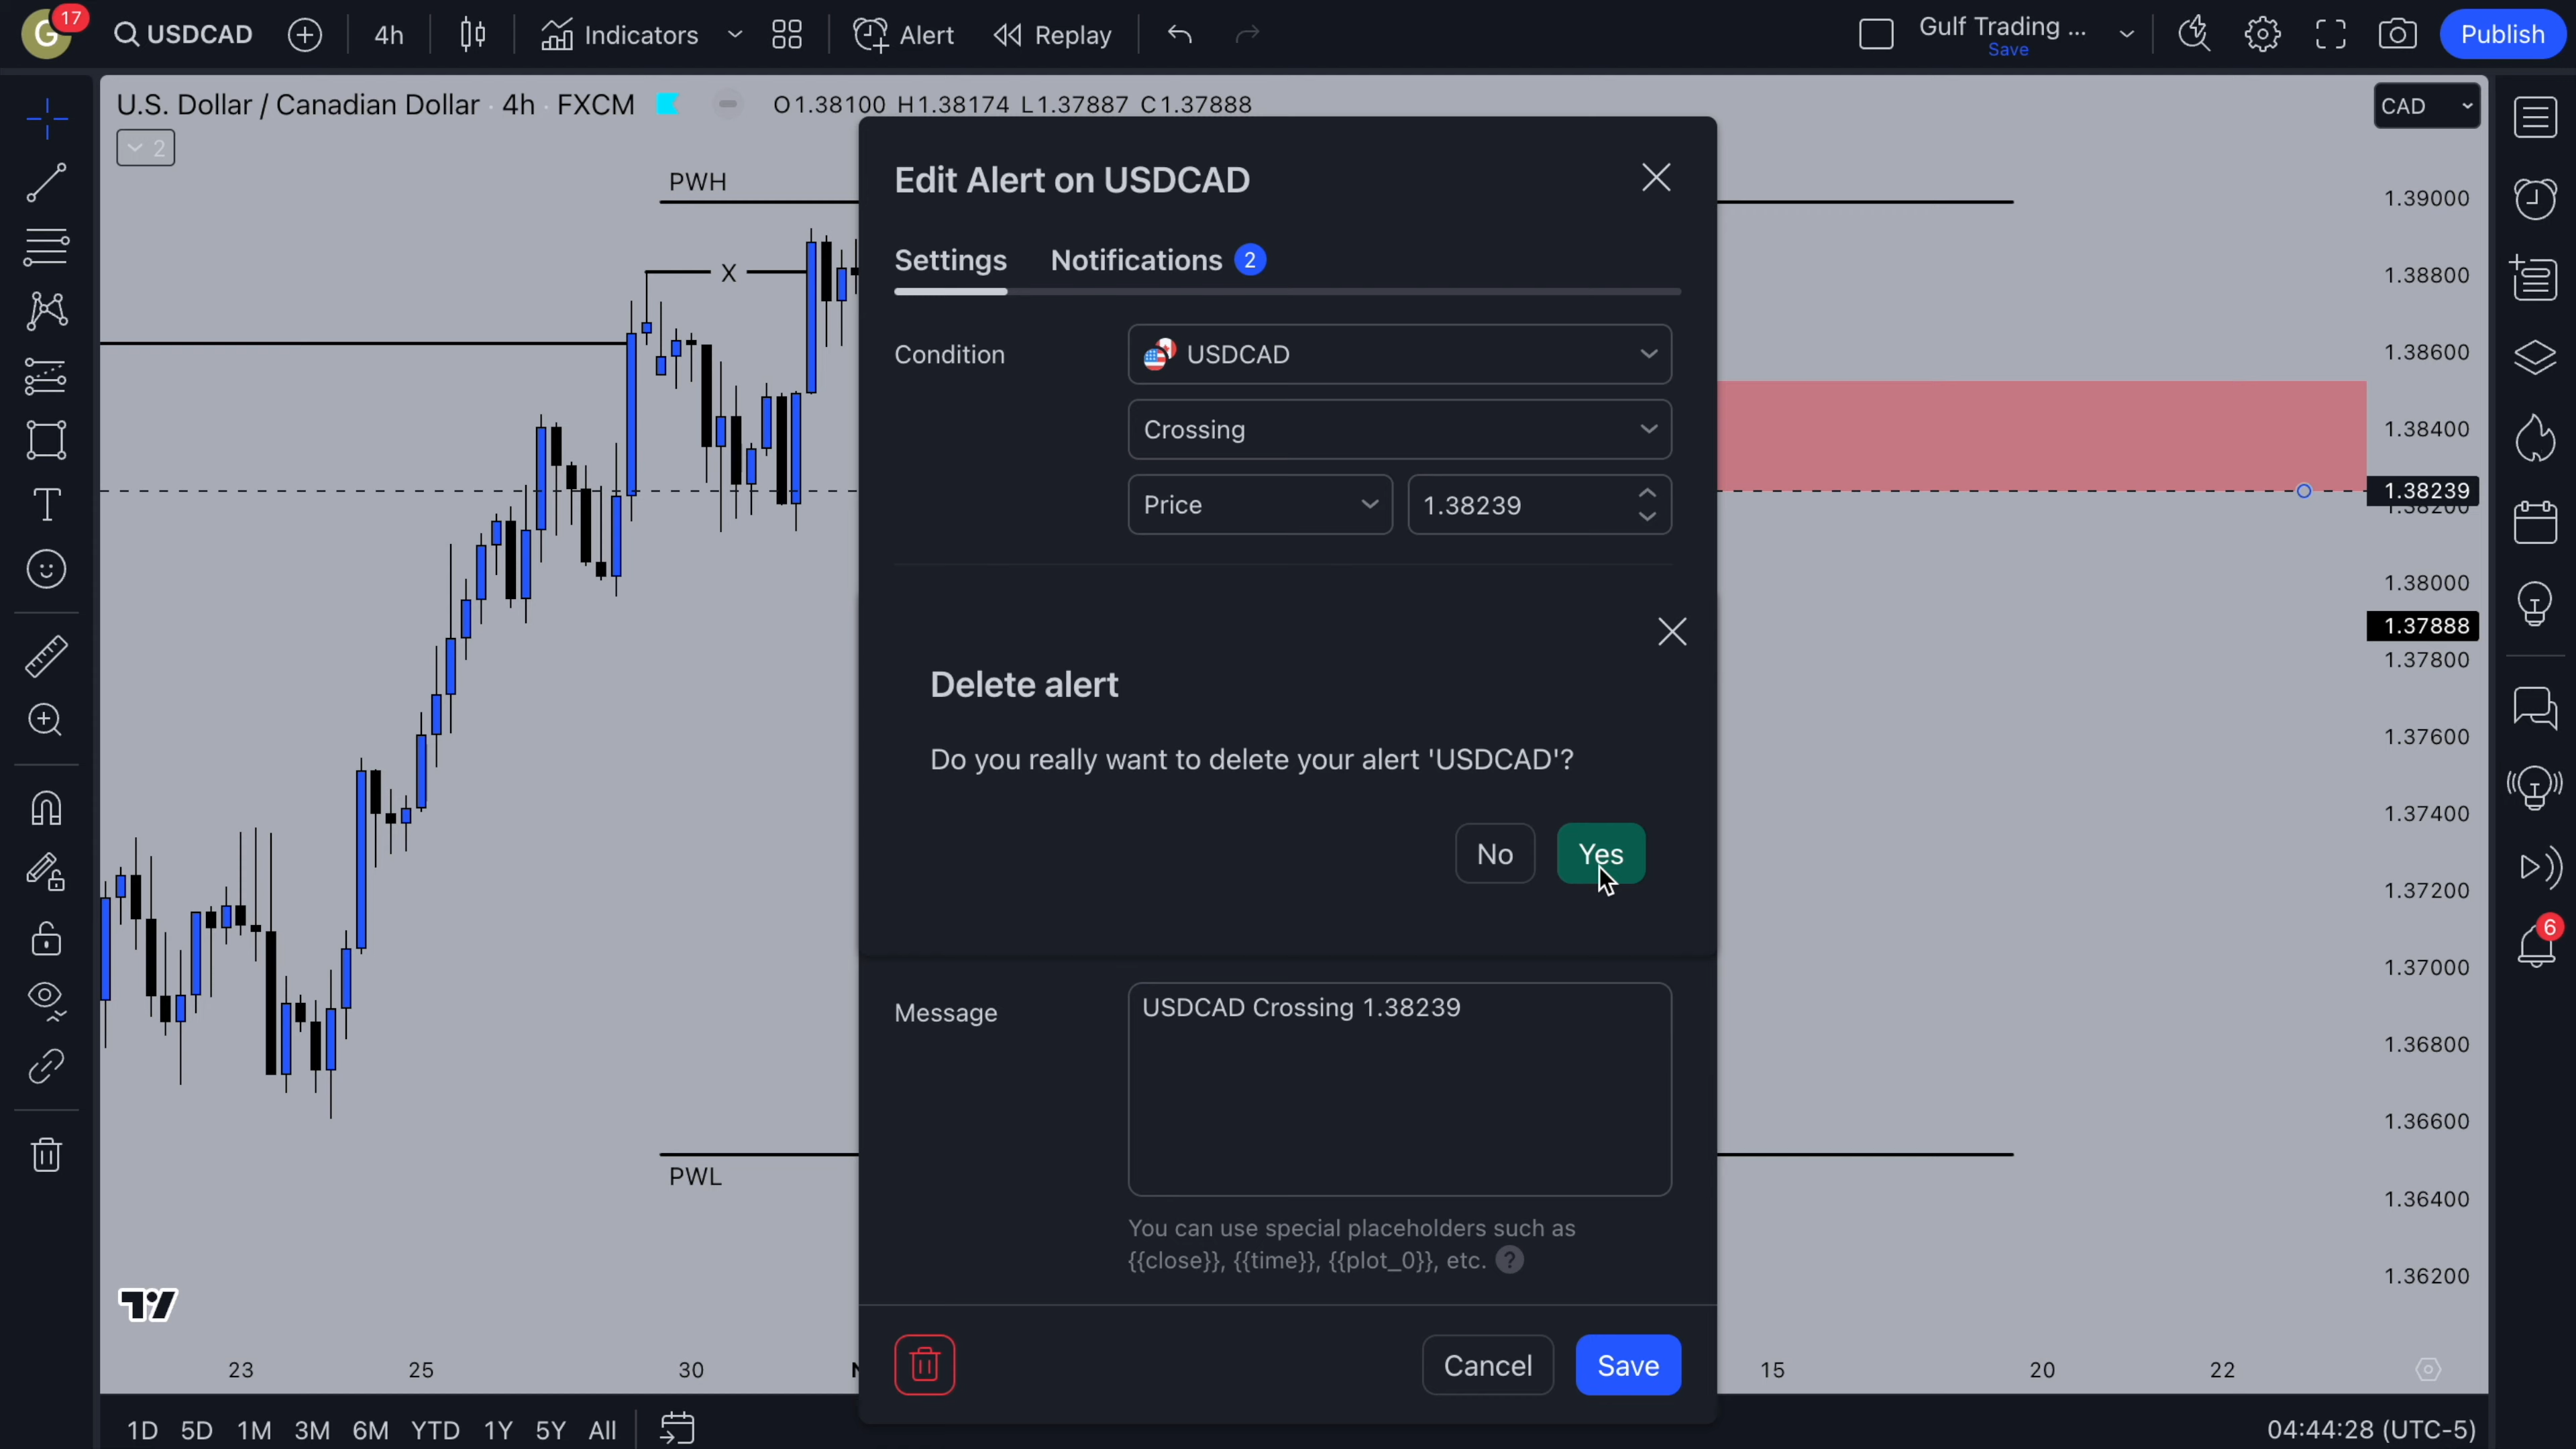 G
17
USDCAD
4h
Indicators
Alert
Replay
Gulf Trading ...
Save
Publish
U.S. Dollar / Canadian Dollar · 4h · FXCM
O1.38100 H1.38174 L1.37887 C1.37888
CAD
2
PWH
X
PWL
Edit Alert on USDCAD
Settings
Notifications 2
Condition
USDCAD
Crossing
Price
1.38239
Delete alert
Do you really want to delete your alert 'USDCAD'?
No
Yes
Message
USDCAD Crossing 1.38239
You can use special placeholders such as
{{close}}, {{time}}, {{plot_0}}, etc. ?
Cancel
Save
1.39000
1.38800
1.38600
1.38400
1.38239
1.38200
1.38000
1.37888
1.37800
1.37600
1.37400
1.37200
1.37000
1.36800
1.36600
1.36400
1.36200
6
23
25
30
15
20
22
1D
5D
1M
3M
6M
YTD
1Y
5Y
All
04:44:28 (UTC-5)